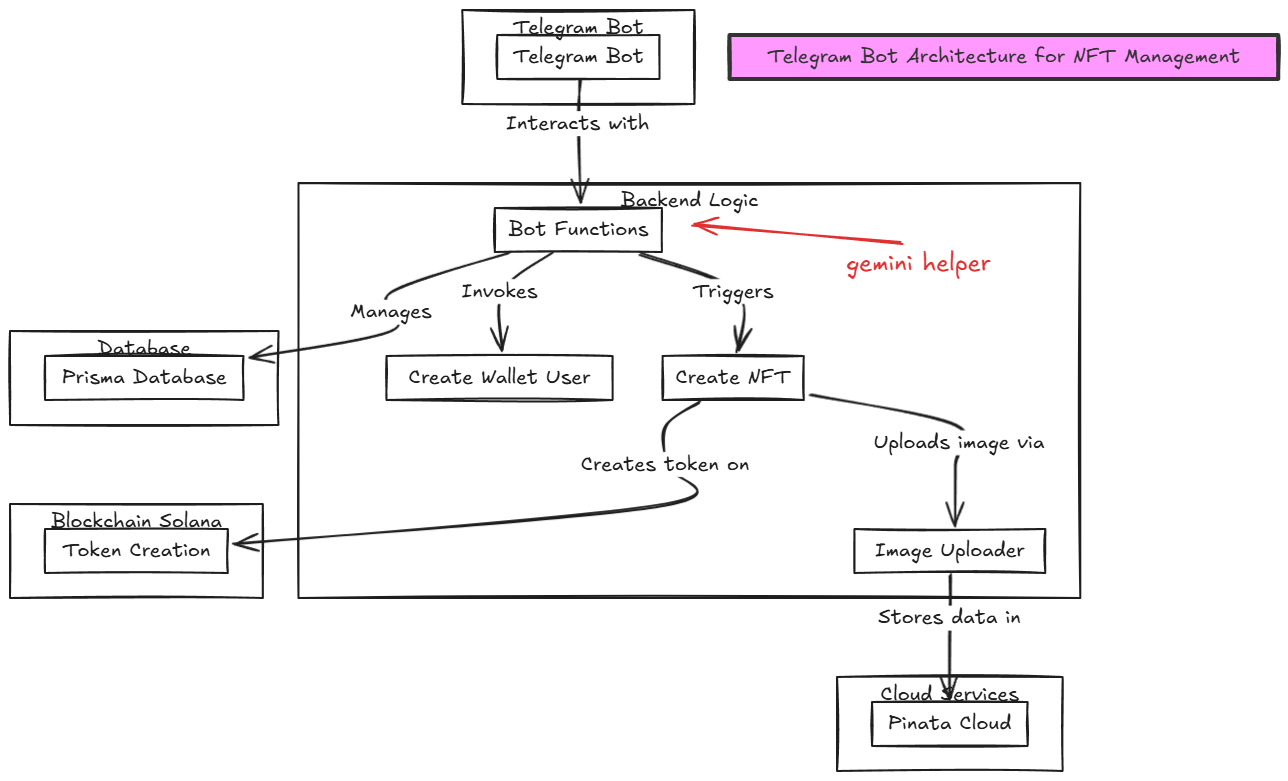 Telegram Bot
Telegram Bot
Telegram Bot Architecture for NFT Management
Interacts with
Backend Logic
Bot Functions
gemini helper
Manages
Invokes
Triggers
Database
Prisma Database
Create Wallet User
Create NFT
Creates token on
Uploads image via
Blockchain Solana
Token Creation
Image Uploader
Stores data in
Cloud Services
Pinata Cloud